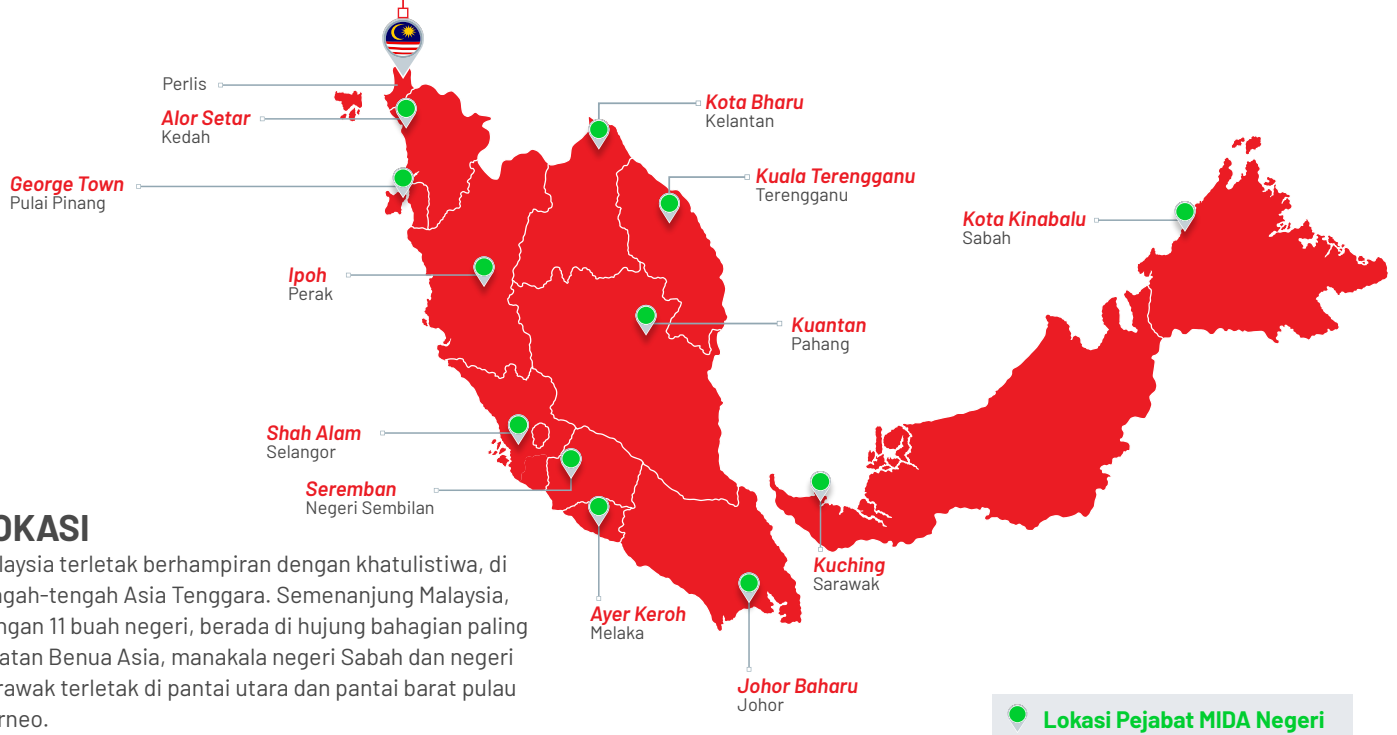 Perlis
Alor Setar
Kedah
George Town
Pulai Pinang
Ipoh
Perak
Shah Alam
Selangor
Seremban
Negeri Sembilan
Kota Bharu
Kelantan
Kuala Terengganu
Terengganu
Kuantan
Pahang
Ayer Keroh
Melaka
Johor Baharu
Johor
Kota Kinabalu
Sabah
Kuching
Sarawak
OKASI
laysia terletak berhampiran dengan khatulistiwa, di
ngah-tengah Asia Tenggara. Semenanjung Malaysia,
ngan 11 buah negeri, berada di hujung bahagian paling
atan Benua Asia, manakala negeri Sabah dan negeri
rawak terletak di pantai utara dan pantai barat pulau
rneo.
Lokasi Pejabat MIDA Negeri